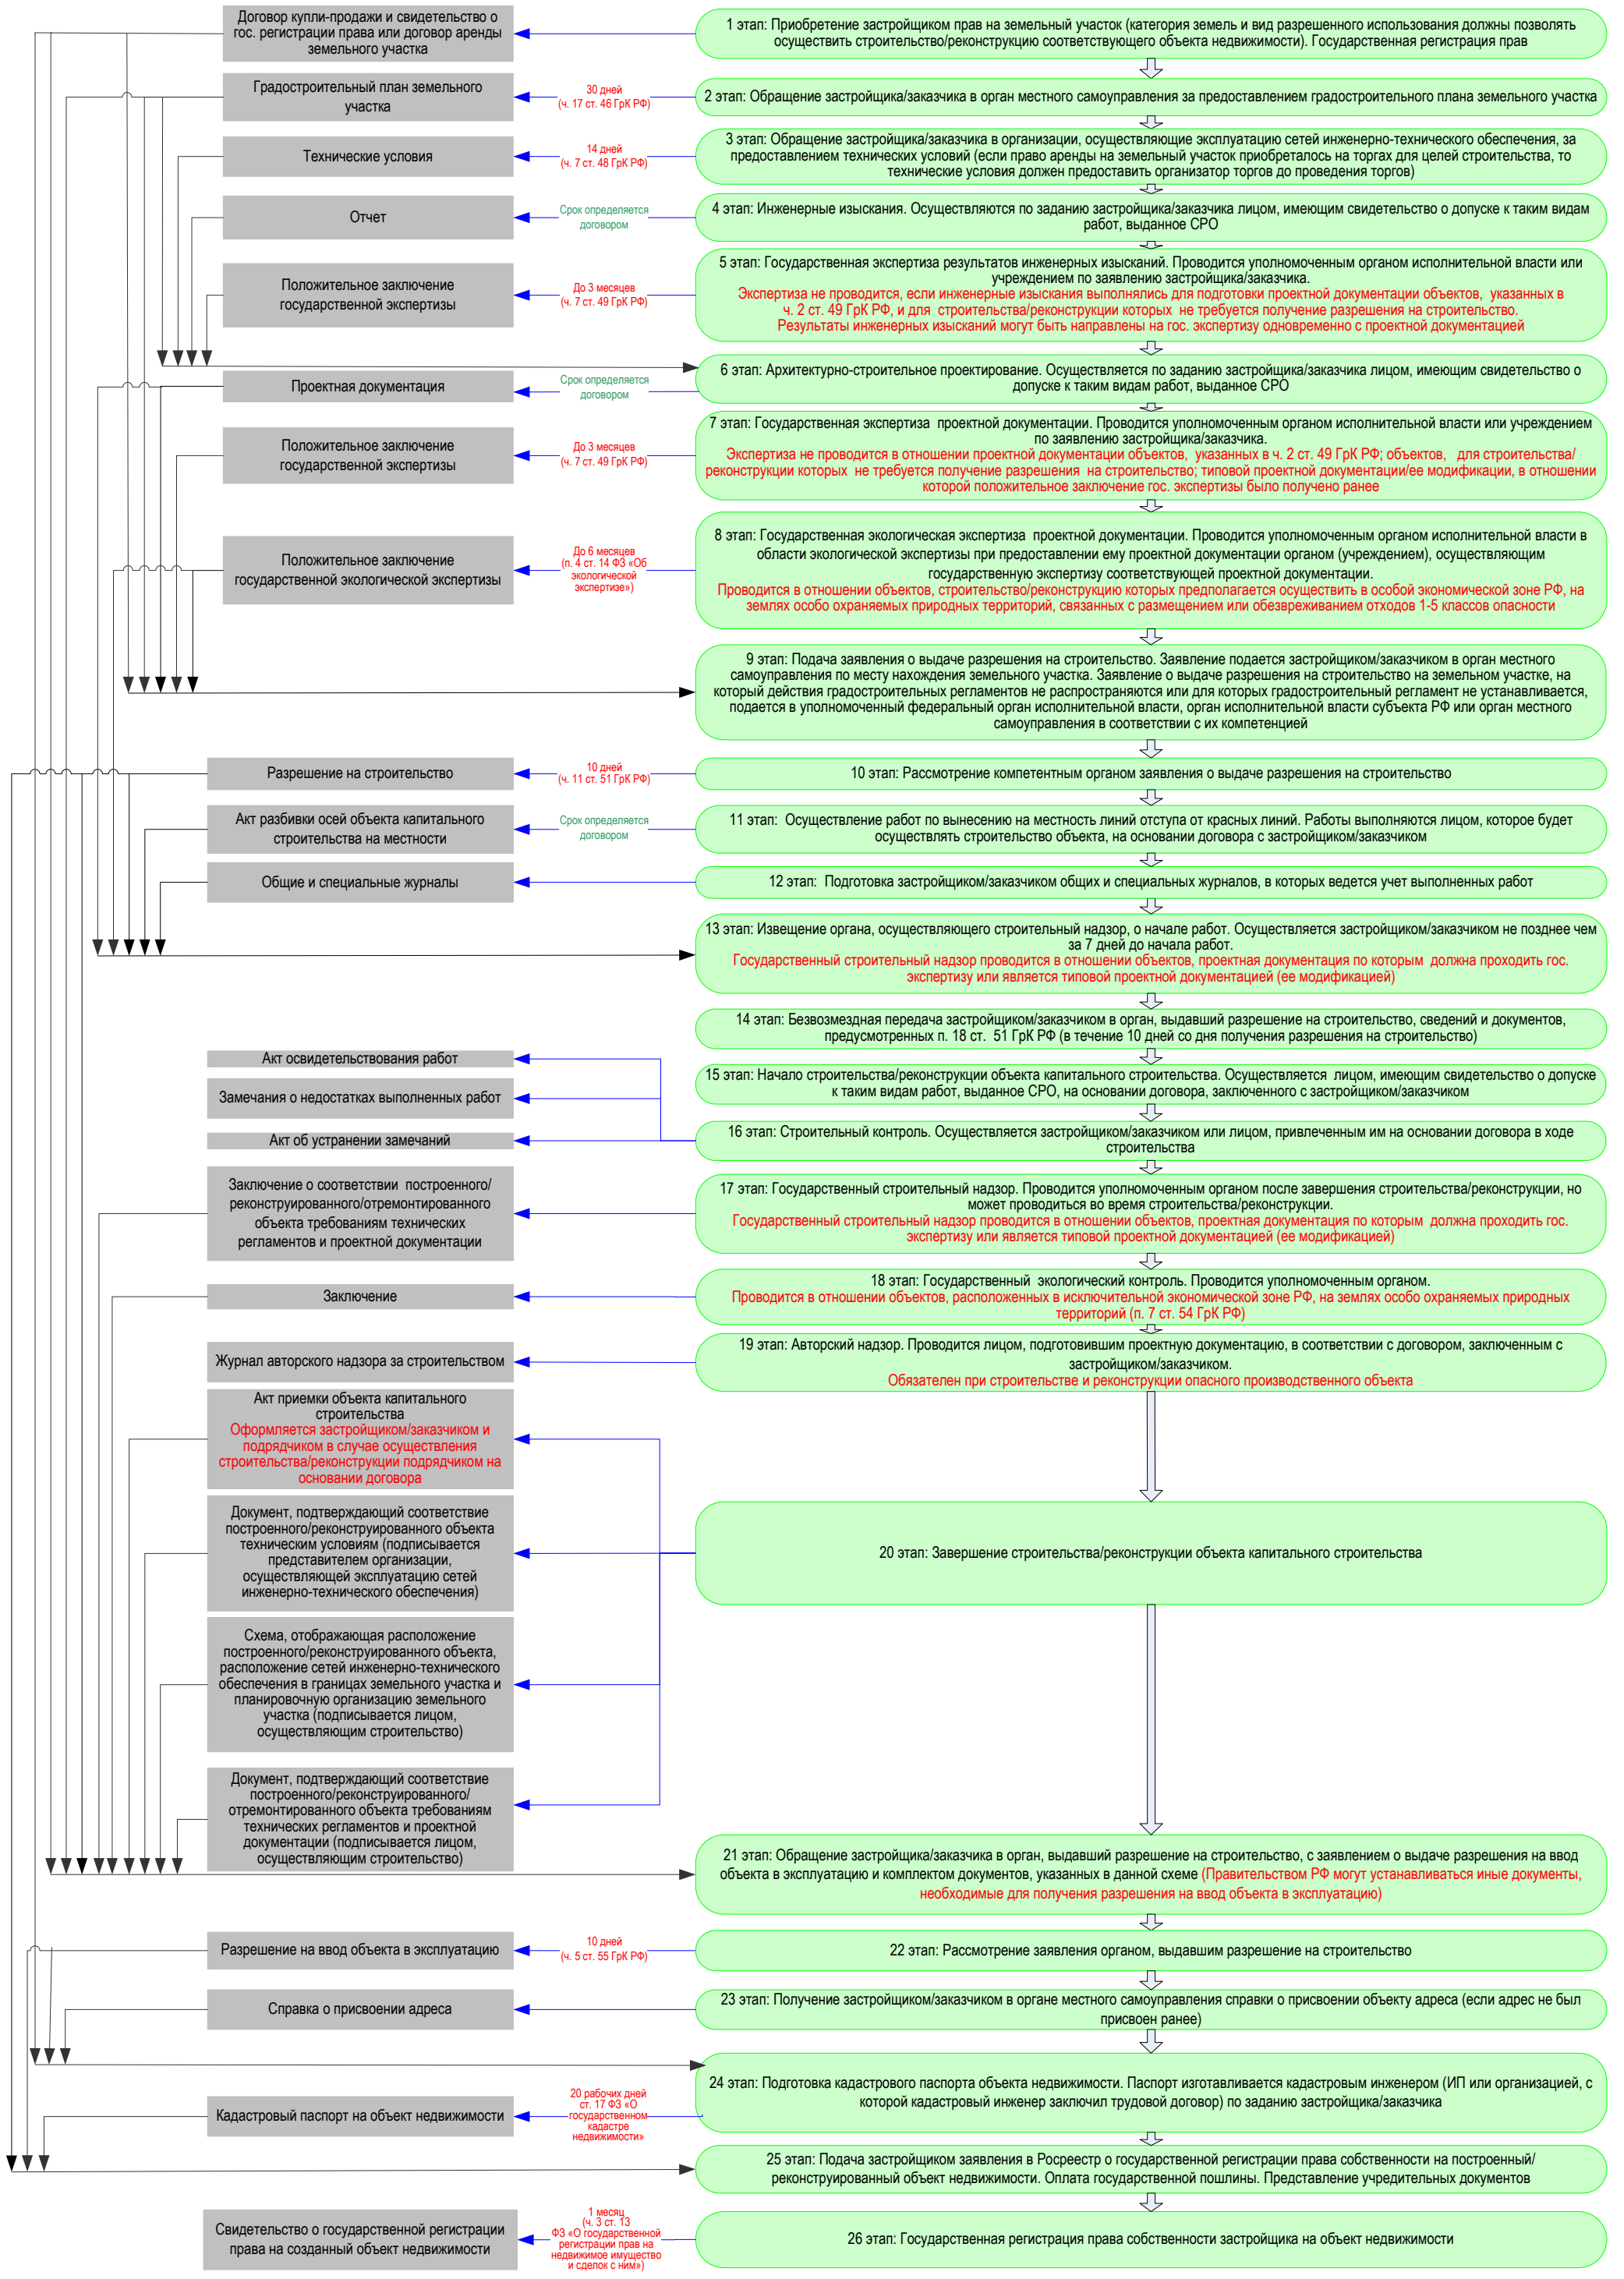 Договор купли-продажи и свидетельство о
гос. регистрации права или договор аренды
земельного участка
1 этап: Приобретение застройщиком прав на земельный участок (категория земель и вид разрешенного использования должны позволять
осуществить строительство/реконструкцию соответствующего объекта недвижимости). Государственная регистрация прав
Градостроительный план земельного
участка
30 дней
(ч. 17 ст. 46 ГрК РФ)
2 этап: Обращение застройщика/заказчика в орган местного самоуправления за предоставлением градостроительного плана земельного участка
Технические условия
14 дней
(ч. 7 ст. 48 ГрК РФ)
3 этап: Обращение застройщика/заказчика в организации, осуществляющие эксплуатацию сетей инженерно-технического обеспечения, за
предоставлением технических условий (если право аренды на земельный участок приобреталось на торгах для целей строительства, то
технические условия должен предоставить организатор торгов до проведения торгов)
Отчет
Срок определяется
договором
4 этап: Инженерные изыскания. Осуществляются по заданию застройщика/заказчика лицом, имеющим свидетельство о допуске к таким видам
работ, выданное СРО
Положительное заключение
государственной экспертизы
До 3 месяцев
(ч. 7 ст. 49 ГрК РФ)
5 этап: Государственная экспертиза результатов инженерных изысканий. Проводится уполномоченным органом исполнительной власти или
учреждением по заявлению застройщика/заказчика.
Экспертиза не проводится, если инженерные изыскания выполнялись для подготовки проектной документации объектов, указанных в
ч. 2 ст. 49 ГрК РФ, и для строительства/реконструкции которых не требуется получение разрешения на строительство.
Результаты инженерных изысканий могут быть направлены на гос. экспертизу одновременно с проектной документацией
Проектная документация
Срок определяется
договором
6 этап: Архитектурно-строительное проектирование. Осуществляется по заданию застройщика/заказчика лицом, имеющим свидетельство о
допуске к таким видам работ, выданное СРО
Положительное заключение
государственной экспертизы
До 3 месяцев
(ч. 7 ст. 49 ГрК РФ)
7 этап: Государственная экспертиза проектной документации. Проводится уполномоченным органом исполнительной власти или учреждением
по заявлению застройщика/заказчика.
Экспертиза не проводится в отношении проектной документации объектов, указанных в ч. 2 ст. 49 ГрК РФ; объектов, для строительства/
реконструкции которых не требуется получение разрешения на строительство; типовой проектной документации/ее модификации, в отношении
которой положительное заключение гос. экспертизы было получено ранее
Положительное заключение
государственной экологической экспертизы
До 6 месяцев
(п. 4 ст. 14 ФЗ «Об
экологической
экспертизе»)
8 этап: Государственная экологическая экспертиза проектной документации. Проводится уполномоченным органом исполнительной власти в
области экологической экспертизы при предоставлении ему проектной документации органом (учреждением), осуществляющим
государственную экспертизу соответствующей проектной документации.
Проводится в отношении объектов, строительство/реконструкцию которых предполагается осуществить в особой экономической зоне РФ, на
землях особо охраняемых природных территорий, связанных с размещением или обезвреживанием отходов 1-5 классов опасности
9 этап: Подача заявления о выдаче разрешения на строительство. Заявление подается застройщиком/заказчиком в орган местного
самоуправления по месту нахождения земельного участка. Заявление о выдаче разрешения на строительство на земельном участке, на
который действия градостроительных регламентов не распространяются или для которых градостроительный регламент не устанавливается,
подается в уполномоченный федеральный орган исполнительной власти, орган исполнительной власти субъекта РФ или орган местного
самоуправления в соответствии с их компетенцией
Разрешение на строительство
10 дней
(ч. 11 ст. 51 ГрК РФ)
10 этап: Рассмотрение компетентным органом заявления о выдаче разрешения на строительство
Акт разбивки осей объекта капитального
строительства на местности
Срок определяется
договором
11 этап: Осуществление работ по вынесению на местность линий отступа от красных линий. Работы выполняются лицом, которое будет
осуществлять строительство объекта, на основании договора с застройщиком/заказчиком
Общие и специальные журналы
12 этап: Подготовка застройщиком/заказчиком общих и специальных журналов, в которых ведется учет выполненных работ
13 этап: Извещение органа, осуществляющего строительный надзор, о начале работ. Осуществляется застройщиком/заказчиком не позднее чем
за 7 дней до начала работ.
Государственный строительный надзор проводится в отношении объектов, проектная документация по которым должна проходить гос.
экспертизу или является типовой проектной документацией (ее модификацией)
14 этап: Безвозмездная передача застройщиком/заказчиком в орган, выдавший разрешение на строительство, сведений и документов,
предусмотренных п. 18 ст. 51 ГрК РФ (в течение 10 дней со дня получения разрешения на строительство)
Акт освидетельствования работ
15 этап: Начало строительства/реконструкции объекта капитального строительства. Осуществляется лицом, имеющим свидетельство о допуске
к таким видам работ, выданное СРО, на основании договора, заключенного с застройщиком/заказчиком
Замечания о недостатках выполненных работ
Акт об устранении замечаний
16 этап: Строительный контроль. Осуществляется застройщиком/заказчиком или лицом, привлеченным им на основании договора в ходе
строительства
Заключение о соответствии построенного/
реконструированного/отремонтированного
объекта требованиям технических
регламентов и проектной документации
17 этап: Государственный строительный надзор. Проводится уполномоченным органом после завершения строительства/реконструкции, но
может проводиться во время строительства/реконструкции.
Государственный строительный надзор проводится в отношении объектов, проектная документация по которым должна проходить гос.
экспертизу или является типовой проектной документацией (ее модификацией)
Заключение
18 этап: Государственный экологический контроль. Проводится уполномоченным органом.
Проводится в отношении объектов, расположенных в исключительной экономической зоне РФ, на землях особо охраняемых природных
территорий (п. 7 ст. 54 ГрК РФ)
Журнал авторского надзора за строительством
19 этап: Авторский надзор. Проводится лицом, подготовившим проектную документацию, в соответствии с договором, заключенным с
застройщиком/заказчиком.
Обязателен при строительстве и реконструкции опасного производственного объекта
Акт приемки объекта капитального
строительства
Оформляется застройщиком/заказчиком и
подрядчиком в случае осуществления
строительства/реконструкции подрядчиком на
основании договора
Документ, подтверждающий соответствие
построенного/реконструированного объекта
техническим условиям (подписывается
представителем организации,
осуществляющей эксплуатацию сетей
инженерно-технического обеспечения)
20 этап: Завершение строительства/реконструкции объекта капитального строительства
Схема, отображающая расположение
построенного/реконструированного объекта,
расположение сетей инженерно-технического
обеспечения в границах земельного участка и
планировочную организацию земельного
участка (подписывается лицом,
осуществляющим строительство)
Документ, подтверждающий соответствие
построенного/реконструированного/
отремонтированного объекта требованиям
технических регламентов и проектной
документации (подписывается лицом,
осуществляющим строительство)
21 этап: Обращение застройщика/заказчика в орган, выдавший разрешение на строительство, с заявлением о выдаче разрешения на ввод
объекта в эксплуатацию и комплектом документов, указанных в данной схеме (Правительством РФ могут устанавливаться иные документы,
необходимые для получения разрешения на ввод объекта в эксплуатацию)
Разрешение на ввод объекта в эксплуатацию
10 дней
(ч. 5 ст. 55 ГрК РФ)
22 этап: Рассмотрение заявления органом, выдавшим разрешение на строительство
Справка о присвоении адреса
23 этап: Получение застройщиком/заказчиком в органе местного самоуправления справки о присвоении объекту адреса (если адрес не был
присвоен ранее)
Кадастровый паспорт на объект недвижимости
20 рабочих дней
ст. 17 ФЗ «О
государственном
кадастре
недвижимости»
24 этап: Подготовка кадастрового паспорта объекта недвижимости. Паспорт изготавливается кадастровым инженером (ИП или организацией, с
которой кадастровый инженер заключил трудовой договор) по заданию застройщика/заказчика
25 этап: Подача застройщиком заявления в Росреестр о государственной регистрации права собственности на построенный/
реконструированный объект недвижимости. Оплата государственной пошлины. Представление учредительных документов
Свидетельство о государственной регистрации
права на созданный объект недвижимости
1 месяц
(ч. 3 ст. 13
ФЗ «О государственной
регистрации прав на
недвижимое имущество
и сделок с ним»)
26 этап: Государственная регистрация права собственности застройщика на объект недвижимости